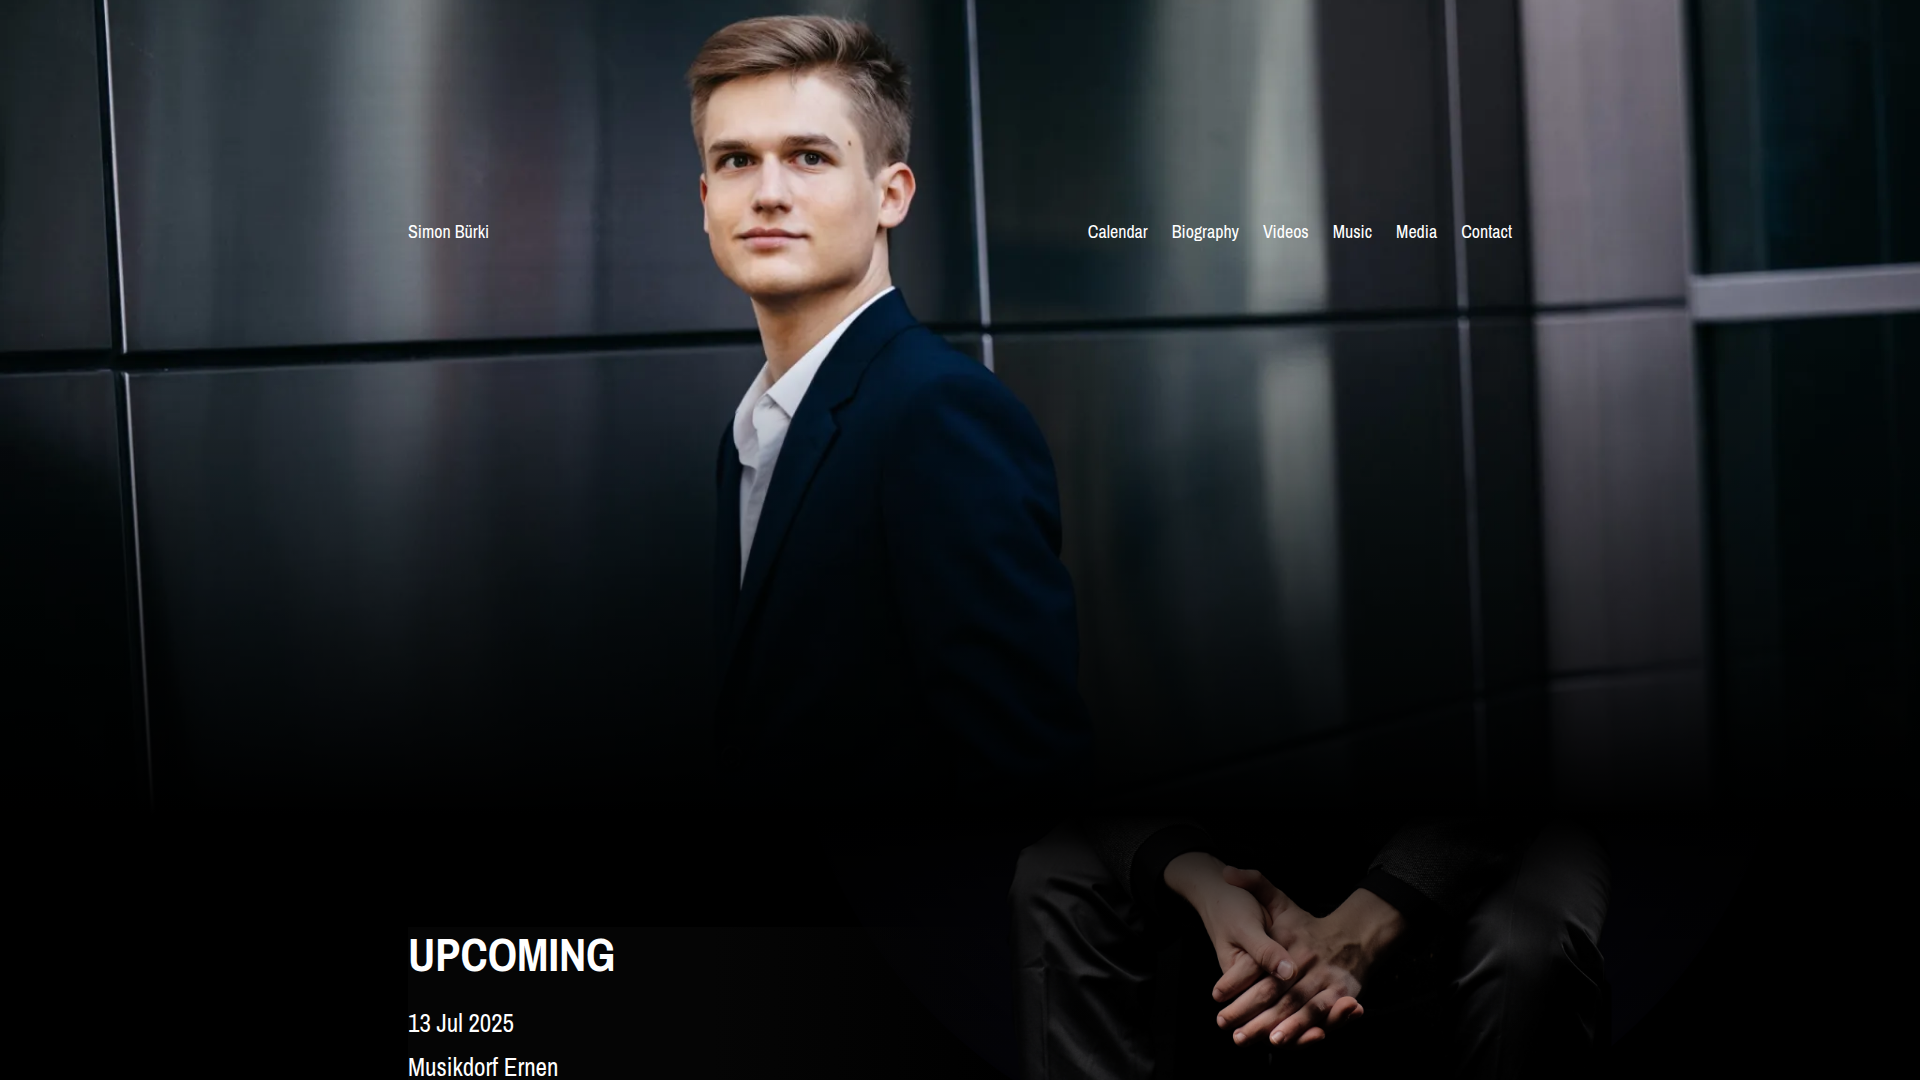 Simon Bürki
Calendar Biography Videos Music Media Contact
UPCOMING
13 Jul 2025
Musikdorf Ernen